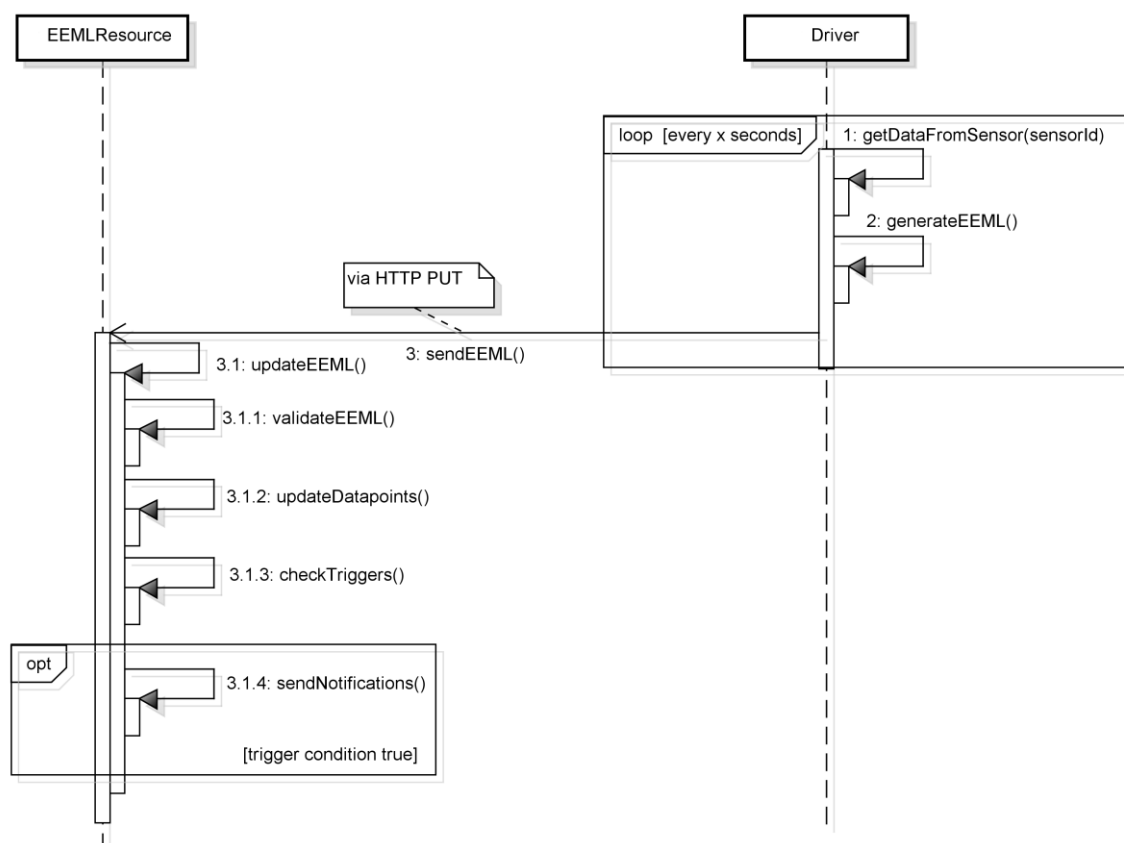 EEMLResource
Driver
loop [every x seconds]
1: getDataFromSensor(sensorId)
2: generateEEML()
via HTTP PUT
3: sendEEML()
3.1: updateEEML()
3.1.1: validateEEML()
3.1.2: updateDatapoints()
3.1.3: checkTriggers()
opt
3.1.4: sendNotifications()
[trigger condition true]